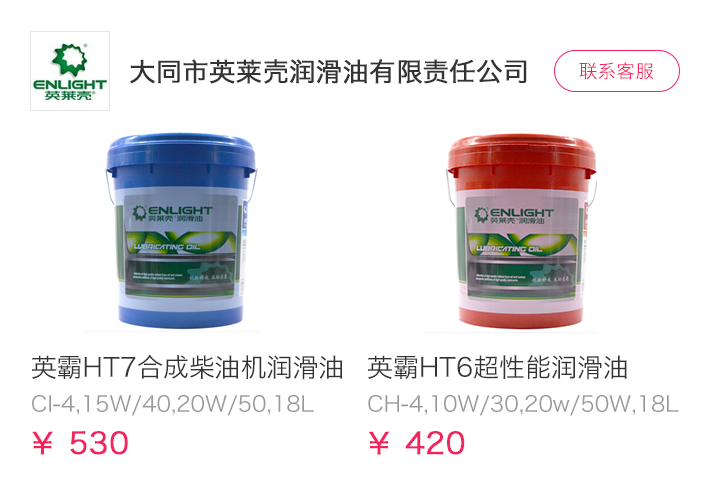 ENLIGHT
英莱壳®
大同市英莱壳润滑油有限责任公司
联系客服
ENLIGHT
英莱壳 润滑油
LUBRICATING OIL
ENLIGHT
英莱壳 润滑油
LUBRICATING OIL
英霸HT7合成柴油机润滑油
CI-4,15W/40,20W/50,18L
¥ 530
英霸HT6超性能润滑油
CH-4,10W/30,20w/50W,18L
¥ 420